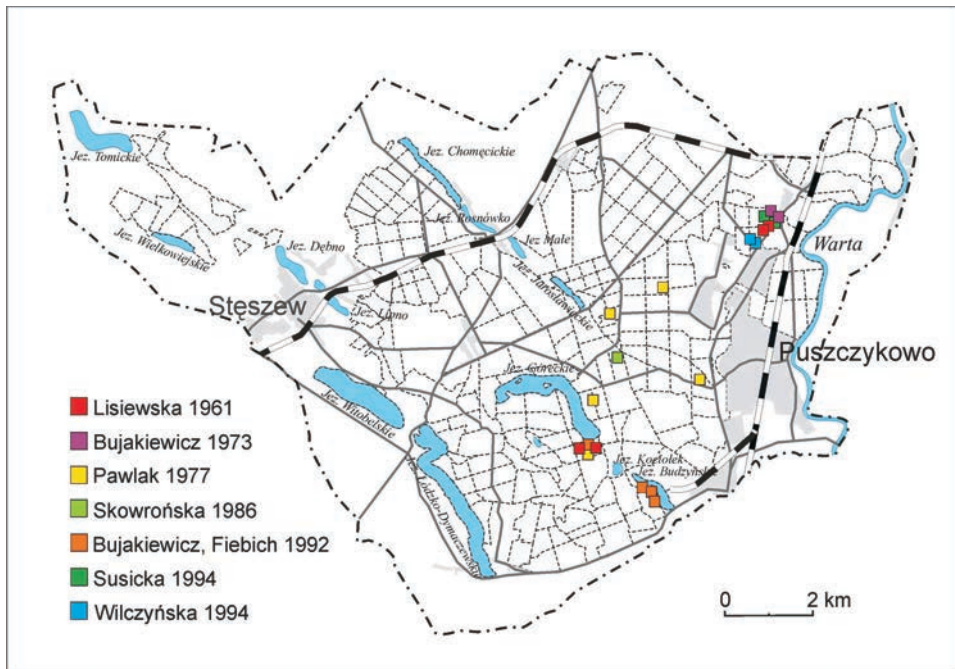 Jez. Tomickie
Jez. Chomęcickie
Jez. Rosnówko
Jez. Wielkowiejskie
Jez. Dębno
Jez Małe
Warta
Jez. Jarosławieckie
Stęszew
Jez. Lipno
Puszczykowo
Jez. Góreckie
Jez. Witobelskie
Jez. Kociołek
Jez. Budzyńskie
Jez. Łódzko-Dymaczewskie
Lisiewska 1961
Bujakiewicz 1973
Pawlak 1977
Skowrońska 1986
Bujakiewicz, Fiebich 1992
Susicka 1994
Wilczyńska 1994
0 2 km